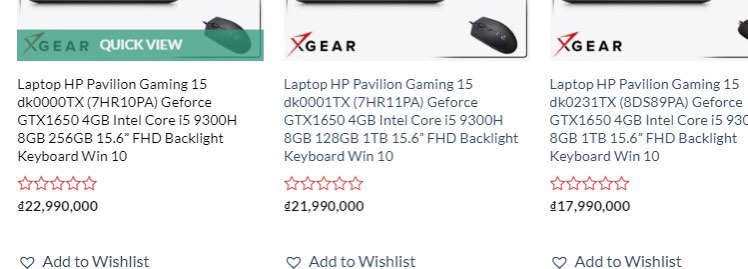 XGEAR QUICK VIEW
XGEAR
XGEAR
Laptop HP Pavilion Gaming 15
dk0000TX (7HR10PA) Geforce
GTX1650 4GB Intel Core i5 9300H
8GB 256GB 15.6” FHD Backlight
Keyboard Win 10
₫22,990,000
Add to Wishlist
Laptop HP Pavilion Gaming 15
dk0001TX (7HR11PA) Geforce
GTX1650 4GB Intel Core i5 9300H
8GB 128GB 1TB 15.6” FHD Backlight
Keyboard Win 10
₫21,990,000
Add to Wishlist
Laptop HP Pavilion Gaming 15
dk0231TX (8DS89PA) Geforce
GTX1650 4GB Intel Core i5 930
8GB 1TB 15.6” FHD Backlight
Keyboard Win 10
₫17,990,000
Add to Wishlist